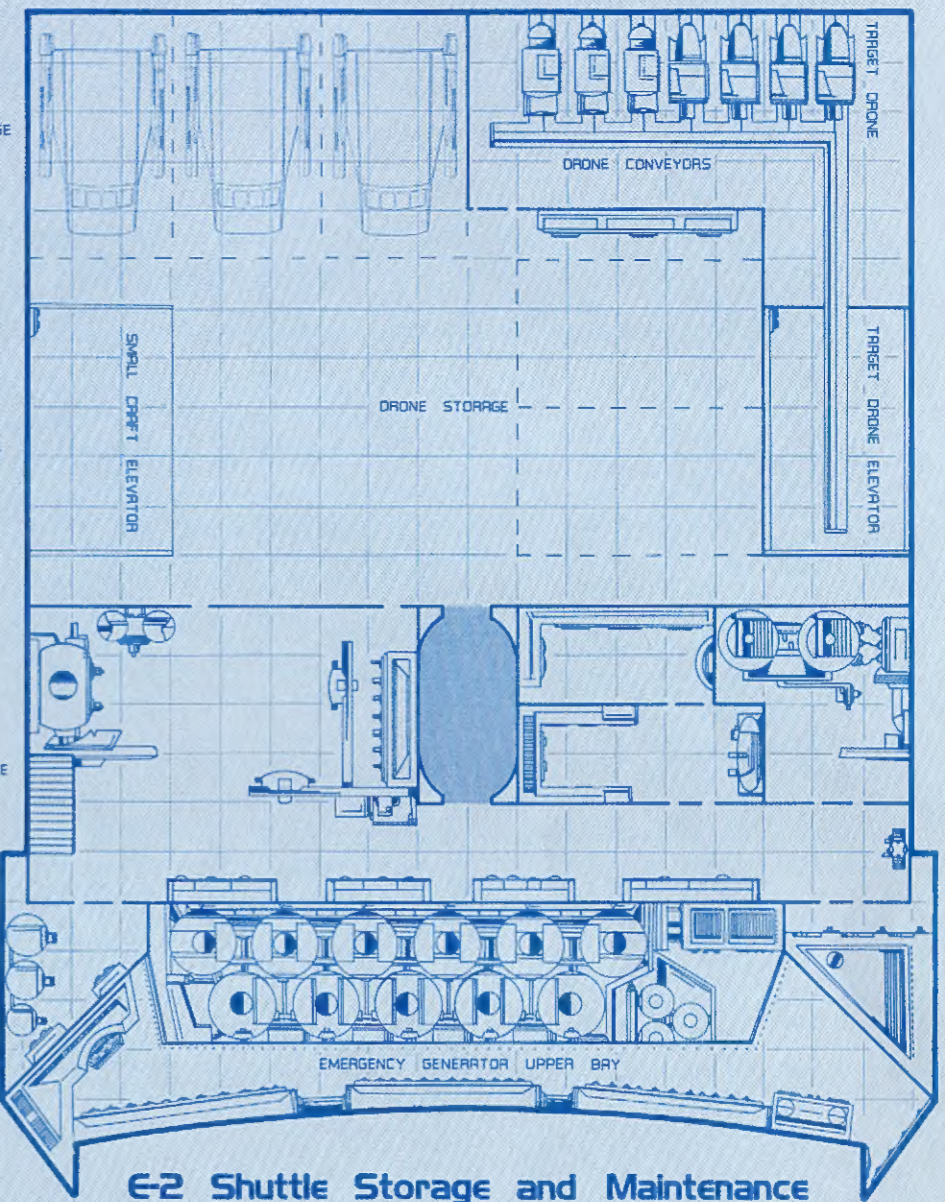 TARGET DRONE
DRONE CONVEYORS
SMALL CRAFT ELEVATOR
DRONE STORAGE
TARGET DRONE ELEVATOR
EMERGENCY GENERATOR UPPER BAY
E-2 Shuttle Storage and Maintenance